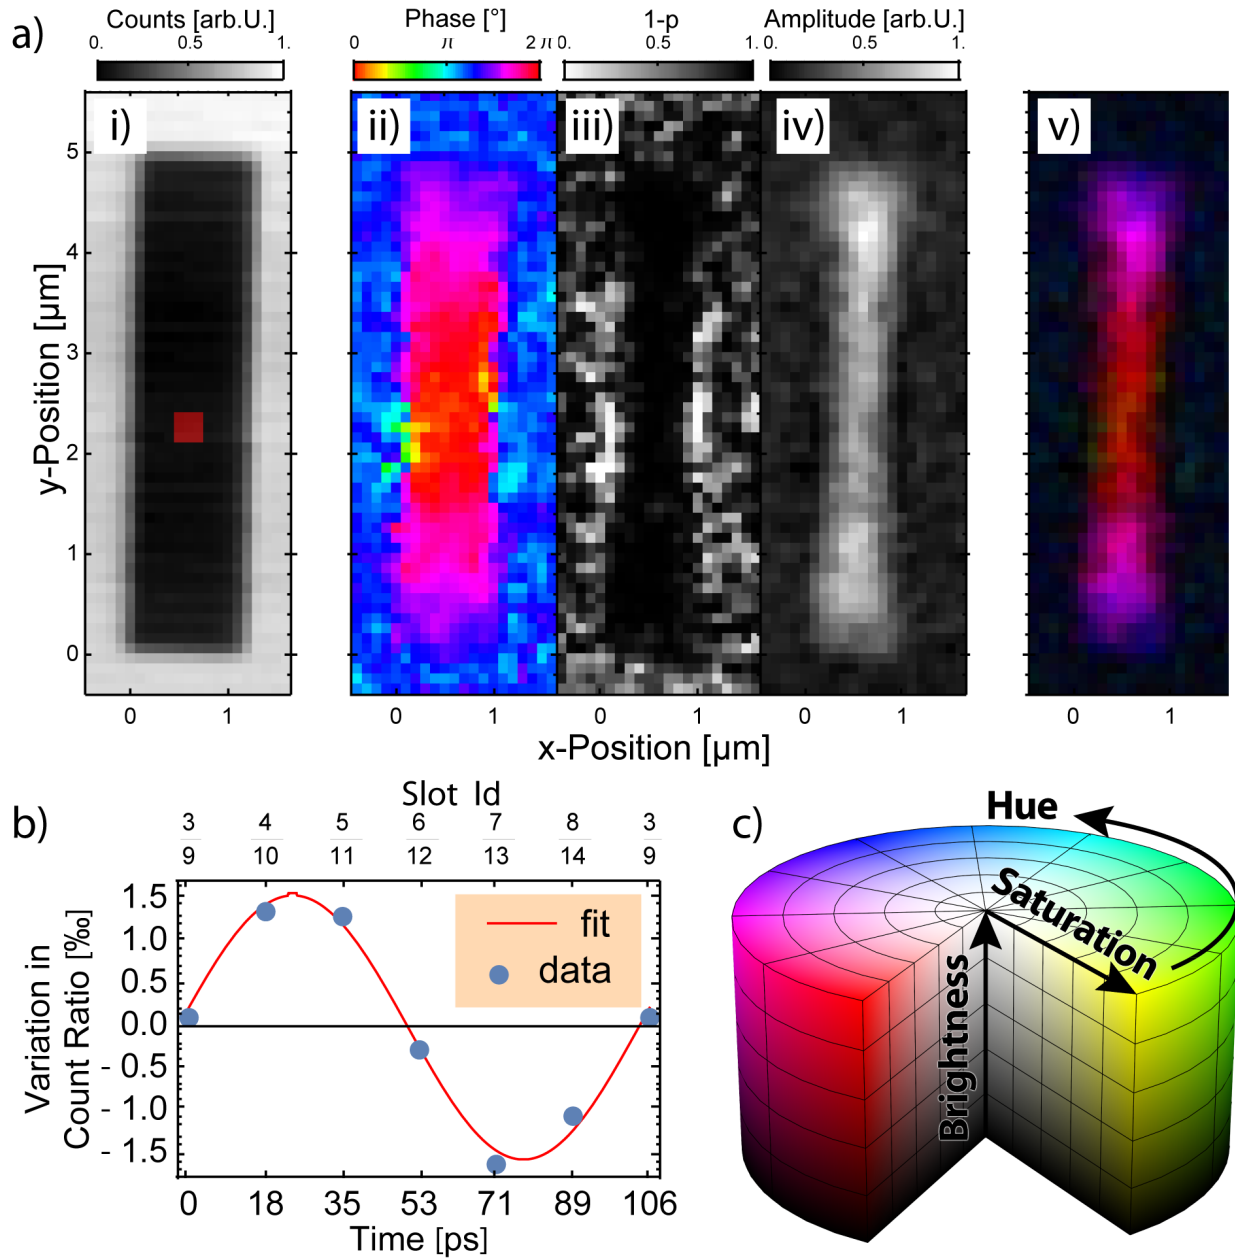 a)
Counts [arb.U.]
0. 0.5 1.
Phase [°]
0 π 2 π
1-p
0. 0.5 1.
Amplitude [arb.U.]
0. 0.5 1.
i)
ii)
iii)
iv)
v)
y-Position [µm]
5
4
3
2
1
0
0 1 0 1 0 1 0 1 0 1
x-Position [µm]
b)
Slot Id
3 4 5 6 7 8 3
9 10 11 12 13 14 9
Variation in
Count Ratio [‰]
1.5
1.0
0.5
0.0
- 0.5
- 1.0
- 1.5
fit
data
0 18 35 53 71 89 106
Time [ps]
c)
Hue
Saturation
Brightness